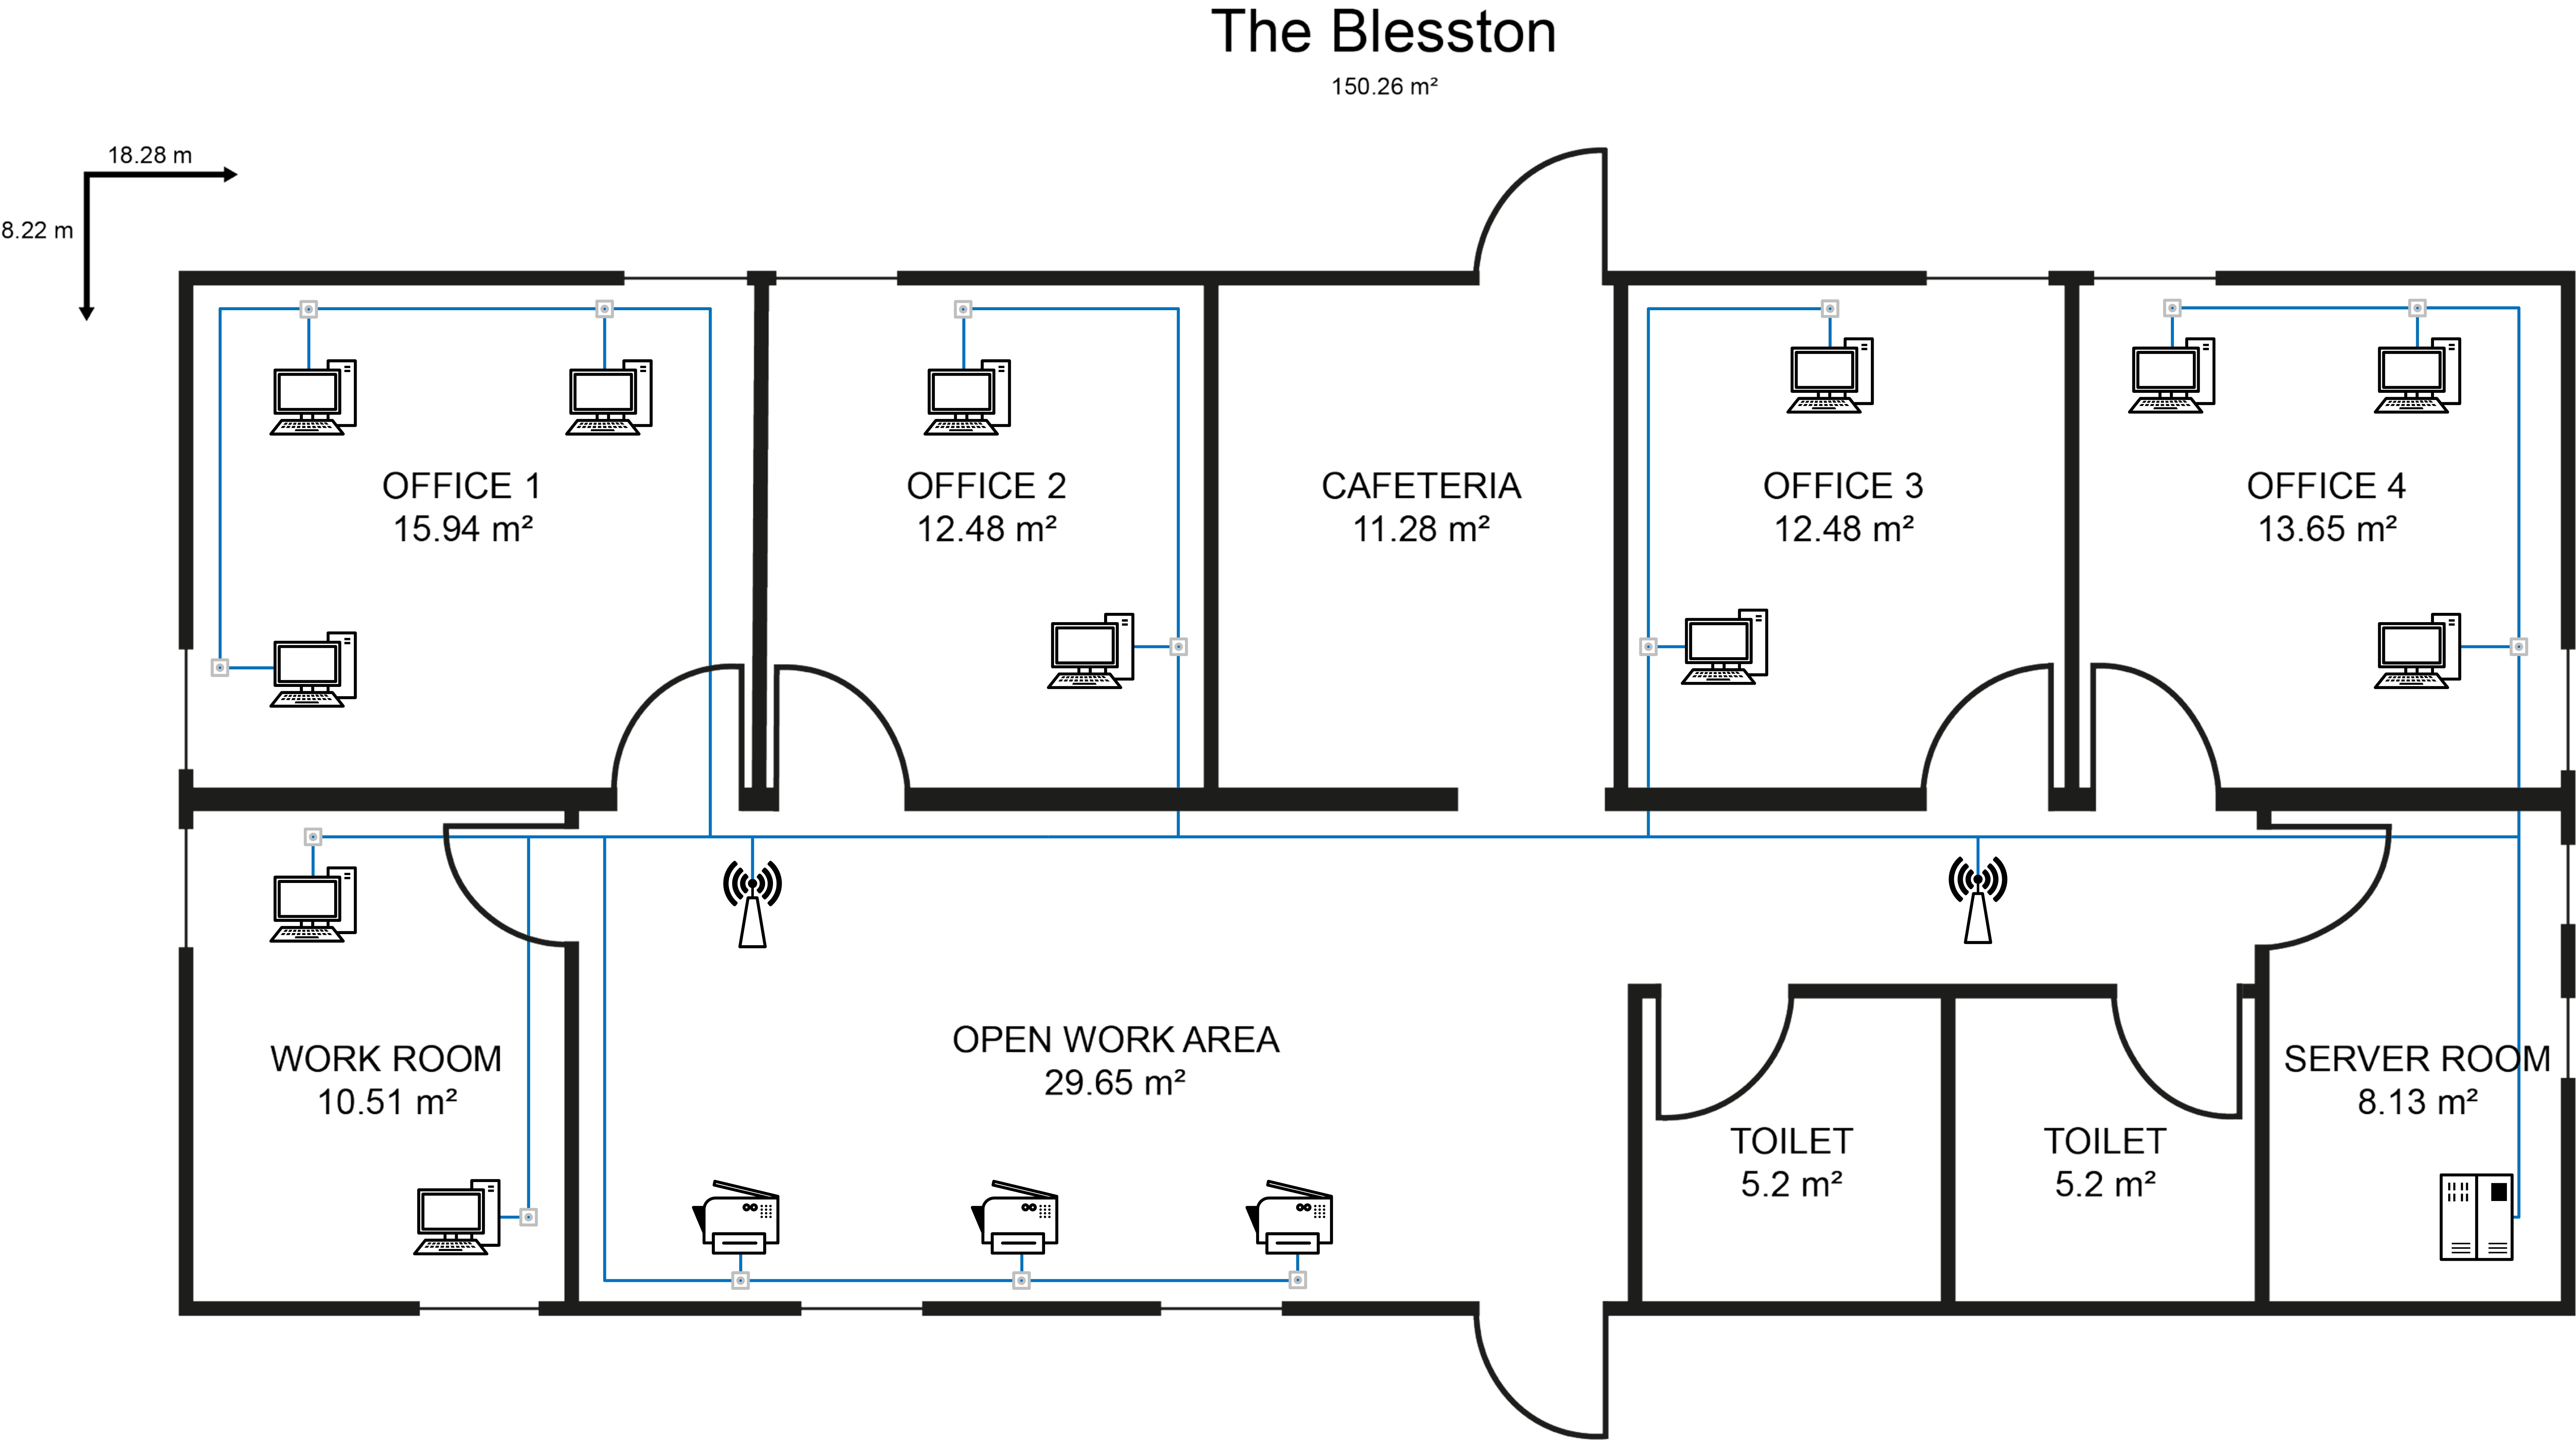 The Blesston
150.26 m²
18.28 m
8.22 m
OFFICE 1
15.94 m²
OFFICE 2
12.48 m²
CAFETERIA
11.28 m²
OFFICE 3
12.48 m²
OFFICE 4
13.65 m²
WORK ROOM
10.51 m²
OPEN WORK AREA
29.65 m²
TOILET
5.2 m²
TOILET
5.2 m²
SERVER ROOM
8.13 m²